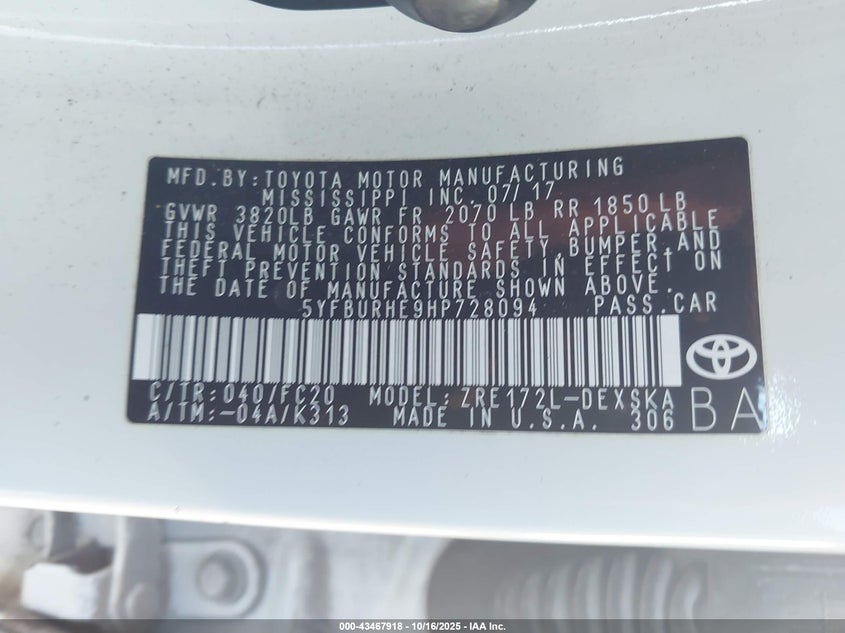 MFD.BY:TOYOTA MOTOR MANUFACTURING
MISSISSIPPI INC. 07/17
GVWR 3820LB GAWR FR 2070 LB RR 1850 LB
THIS VEHICLE CONFORMS TO ALL APPLICABLE
FEDERAL MOTOR VEHICLE SAFETY,BUMPER,AND
THEFT PREVENTION STANDARDS IN EFFECT ON
THE DATE OF MANUFACTURE SHOWN ABOVE.
5YFBURHE9HP728094 PASS.CAR
C/TR:040/FC20 MODEL:ZRE172L-DEXSKA
A/TM:-04A/K313 MADE IN U.S.A. 306 BA
000-43467918 - 10/16/2025 - IAA Inc.